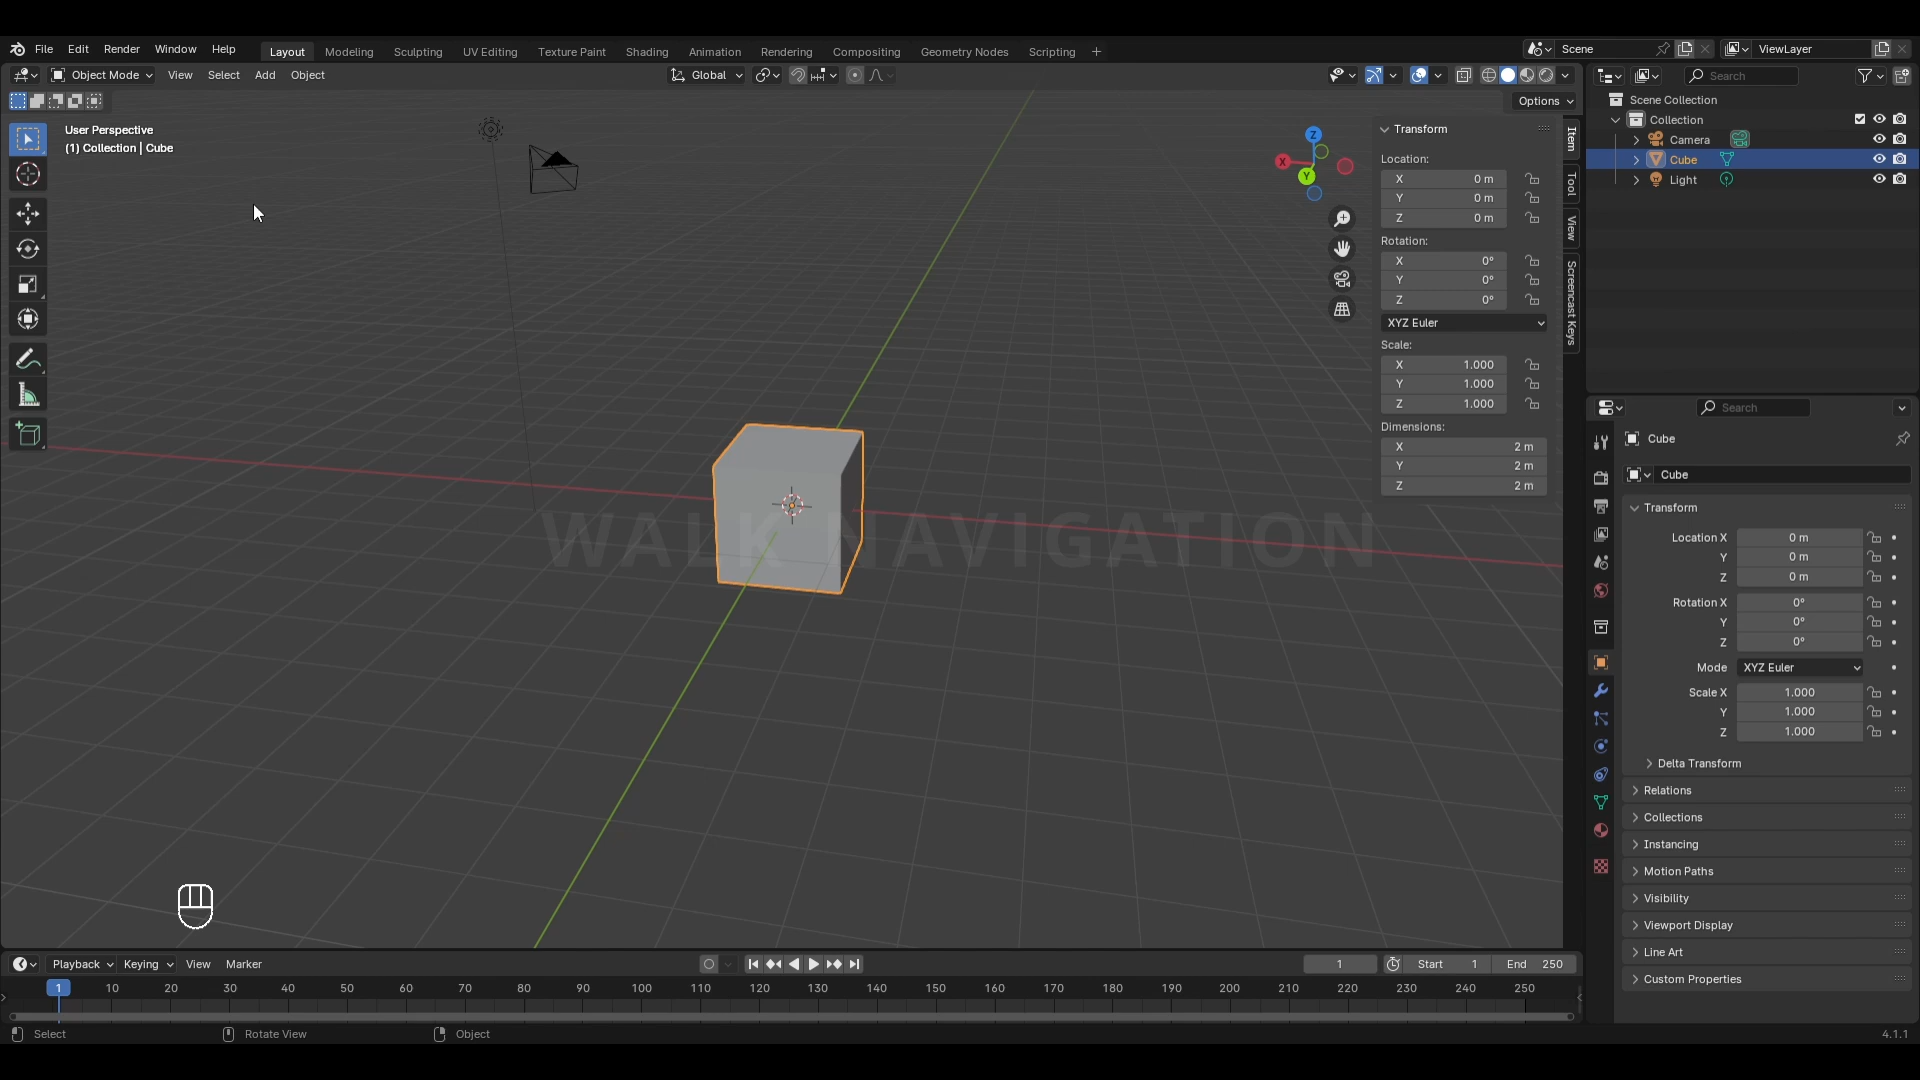 File Edit Render Window Help Layout Modeling Sculpting UV Editing Texture Paint Shading Animation Rendering Compositing Geometry Nodes Scripting + Scene ViewLayer
Object Mode View Select Add Object Global Search
Options
User Perspective
(1) Collection | Cube
Z
X
Y
Transform
Location:
X 0 m
Y 0 m
Z 0 m
Rotation:
X 0°
Y 0°
Z 0°
XYZ Euler
Scale:
X 1.000
Y 1.000
Z 1.000
Dimensions:
X 2 m
Y 2 m
Z 2 m
Item
Tool
View
Screencast Keys
WALK NAVIGATION
Scene Collection
Collection
Camera
Cube
Light
Search
Cube
Cube
Transform
Location X 0 m
Y 0 m
Z 0 m
Rotation X 0°
Y 0°
Z 0°
Mode XYZ Euler
Scale X 1.000
Y 1.000
Z 1.000
Delta Transform
Relations
Collections
Instancing
Motion Paths
Visibility
Viewport Display
Line Art
Custom Properties
Playback Keying View Marker 1 Start 1 End 250
1 10 20 30 40 50 60 70 80 90 100 110 120 130 140 150 160 170 180 190 200 210 220 230 240 250
Select Rotate View Object 4.1.1